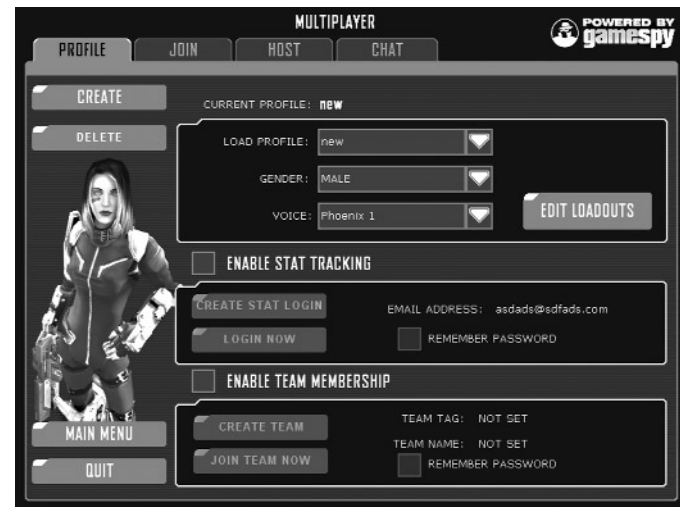 MULTIPLAYER
POWERED BY
gamespy
PROFILE JOIN HOST CHAT
CREATE
DELETE
MAIN MENU
QUIT
CURRENT PROFILE: new
LOAD PROFILE: new
GENDER: MALE
VOICE: Phoenix 1
EDIT LOADOUTS
ENABLE STAT TRACKING
CREATE STAT LOGIN
LOGIN NOW
EMAIL ADDRESS: asdads@sdfads.com
REMEMBER PASSWORD
ENABLE TEAM MEMBERSHIP
CREATE TEAM
JOIN TEAM NOW
TEAM TAG: NOT SET
TEAM NAME: NOT SET
REMEMBER PASSWORD